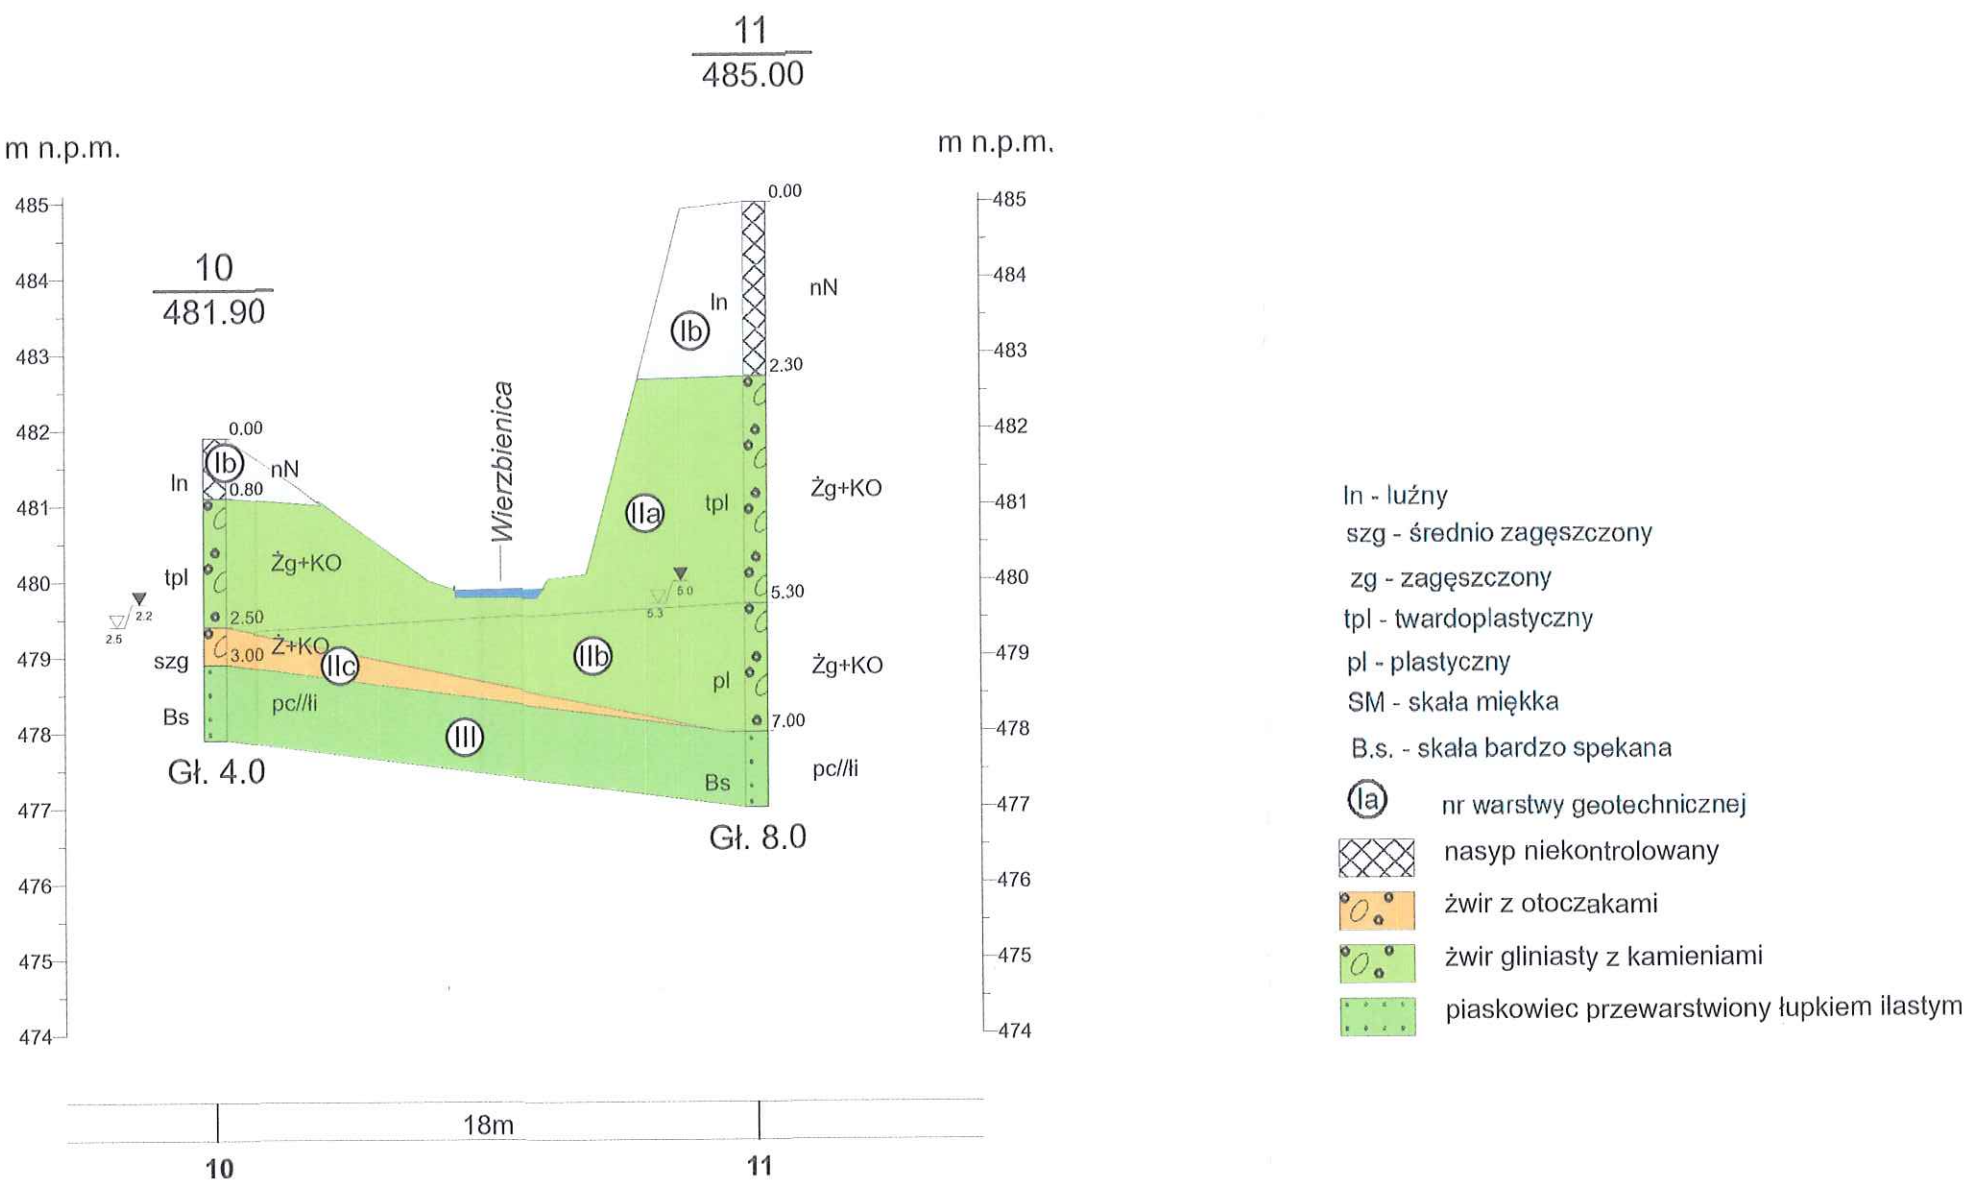 11
485.00
m n.p.m.
m n.p.m.
10
481.90
485
484
483
482
481
480
479
478
477
476
475
474
0.00
Ib
nN
ln
0.80
tpl
Żg+KO
2.2
2.5
2.50
szg
3.00
Ż+KO
IIc
Bs
pc//łi
Gł. 4.0
III
Wierzbienica
0.00
ln
nN
Ib
2.30
IIa
tpl
Żg+KO
5.0
5.3
5.30
IIb
pl
Żg+KO
7.00
Bs
pc//łi
Gł. 8.0
485
484
483
482
481
480
479
478
477
476
475
474
ln - luźny
szg - średnio zagęszczony
zg - zagęszczony
tpl - twardoplastyczny
pl - plastyczny
SM - skała miękka
B.s. - skała bardzo spekana
Ia nr warstwy geotechnicznej
nasyp niekontrolowany
żwir z otoczakami
żwir gliniasty z kamieniami
piaskowiec przewarstwiony łupkiem ilastym
18m
10
11